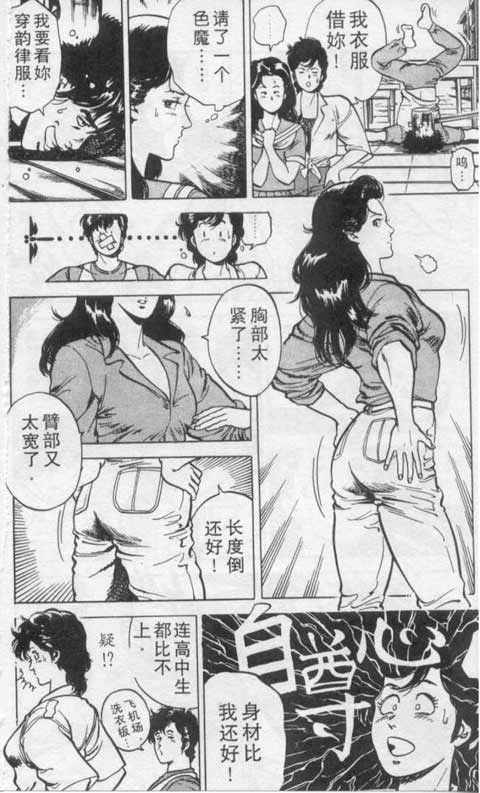 我衣服
借妳！
………
呜…
请了一个
色魔……
我要看妳
穿韵律服…
………
胸部太
紧了……
臂部又
太宽了．
长度倒
还好！
自尊心
身材比
我还好！
连高中生
都比不
上．
疑!?
飞机场
洗衣板…